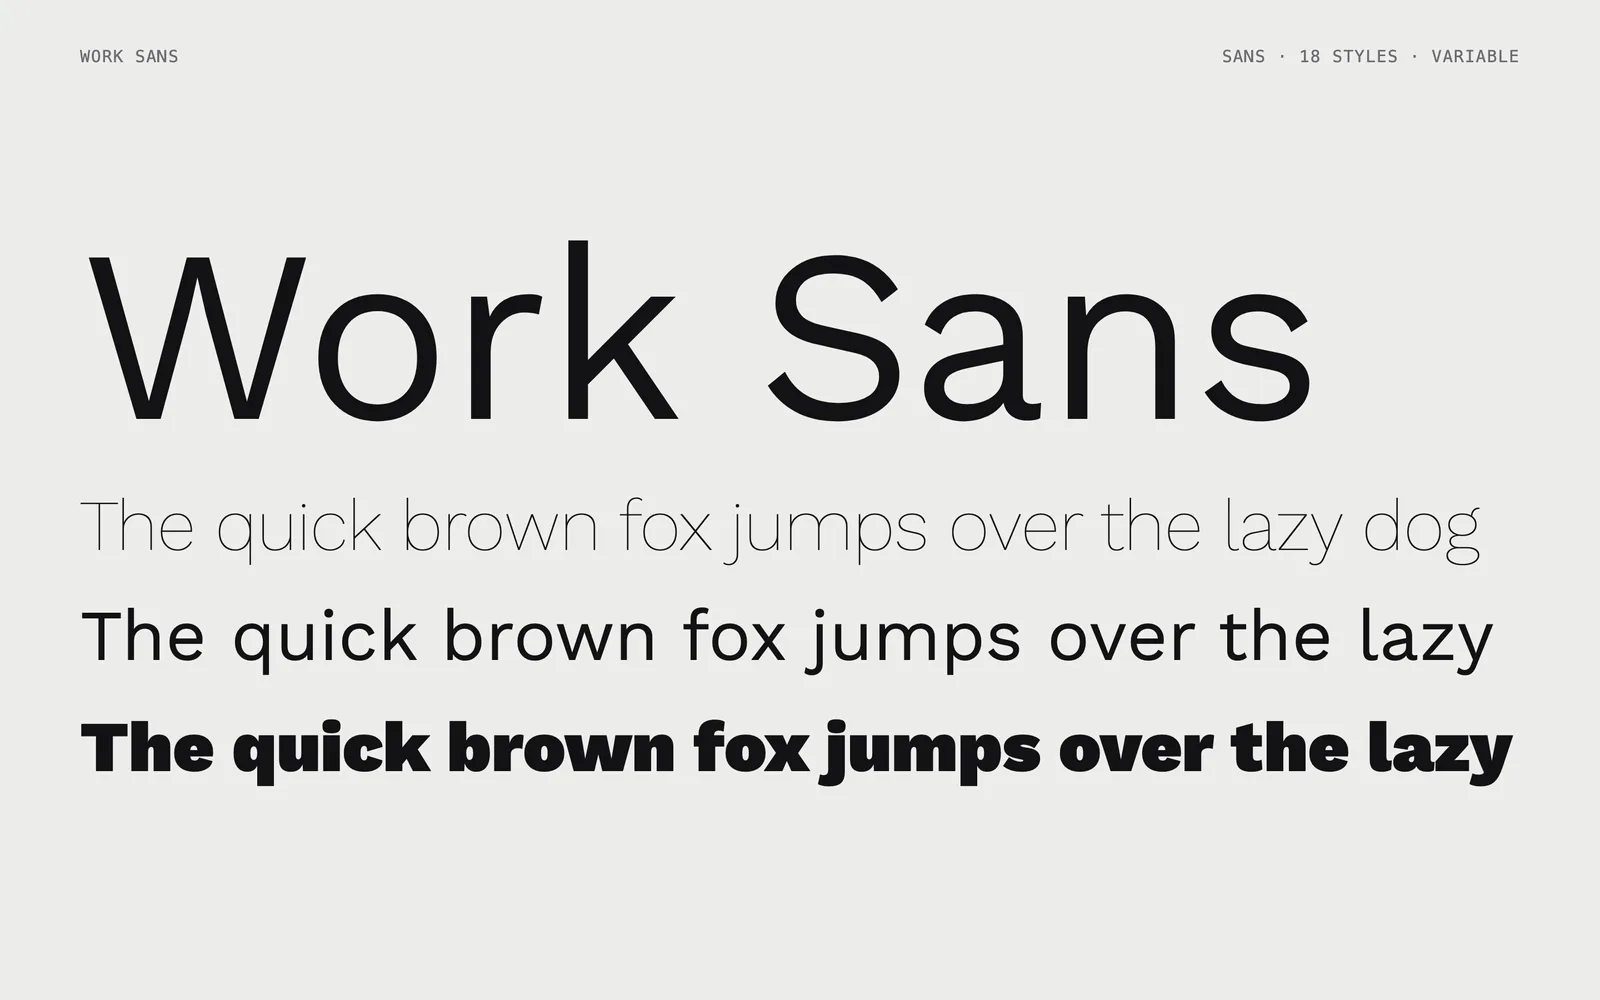 WORK SANS
SANS · 18 STYLES · VARIABLE
Work Sans
The quick brown fox jumps over the lazy dog
The quick brown fox jumps over the lazy
The quick brown fox jumps over the lazy